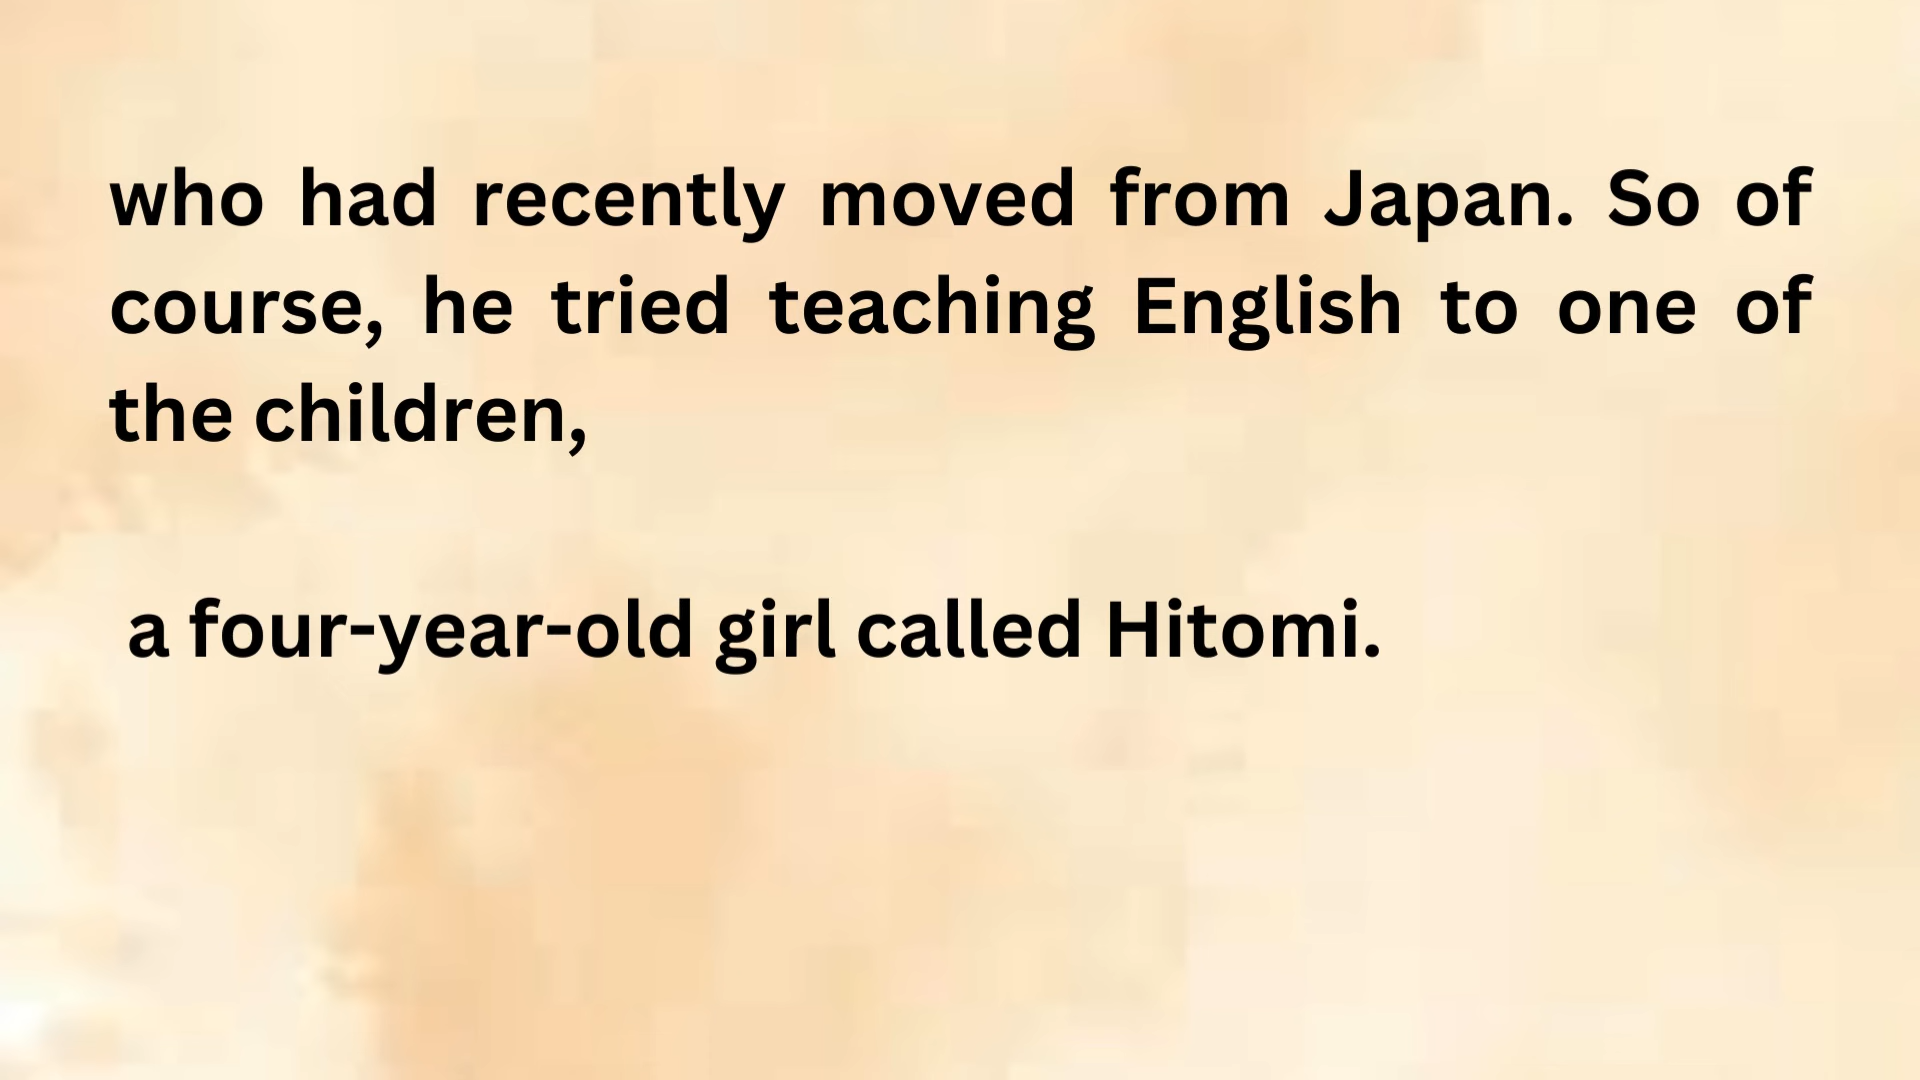 who had recently moved from Japan. So of
course, he tried teaching English to one of
the children,
a four-year-old girl called Hitomi.